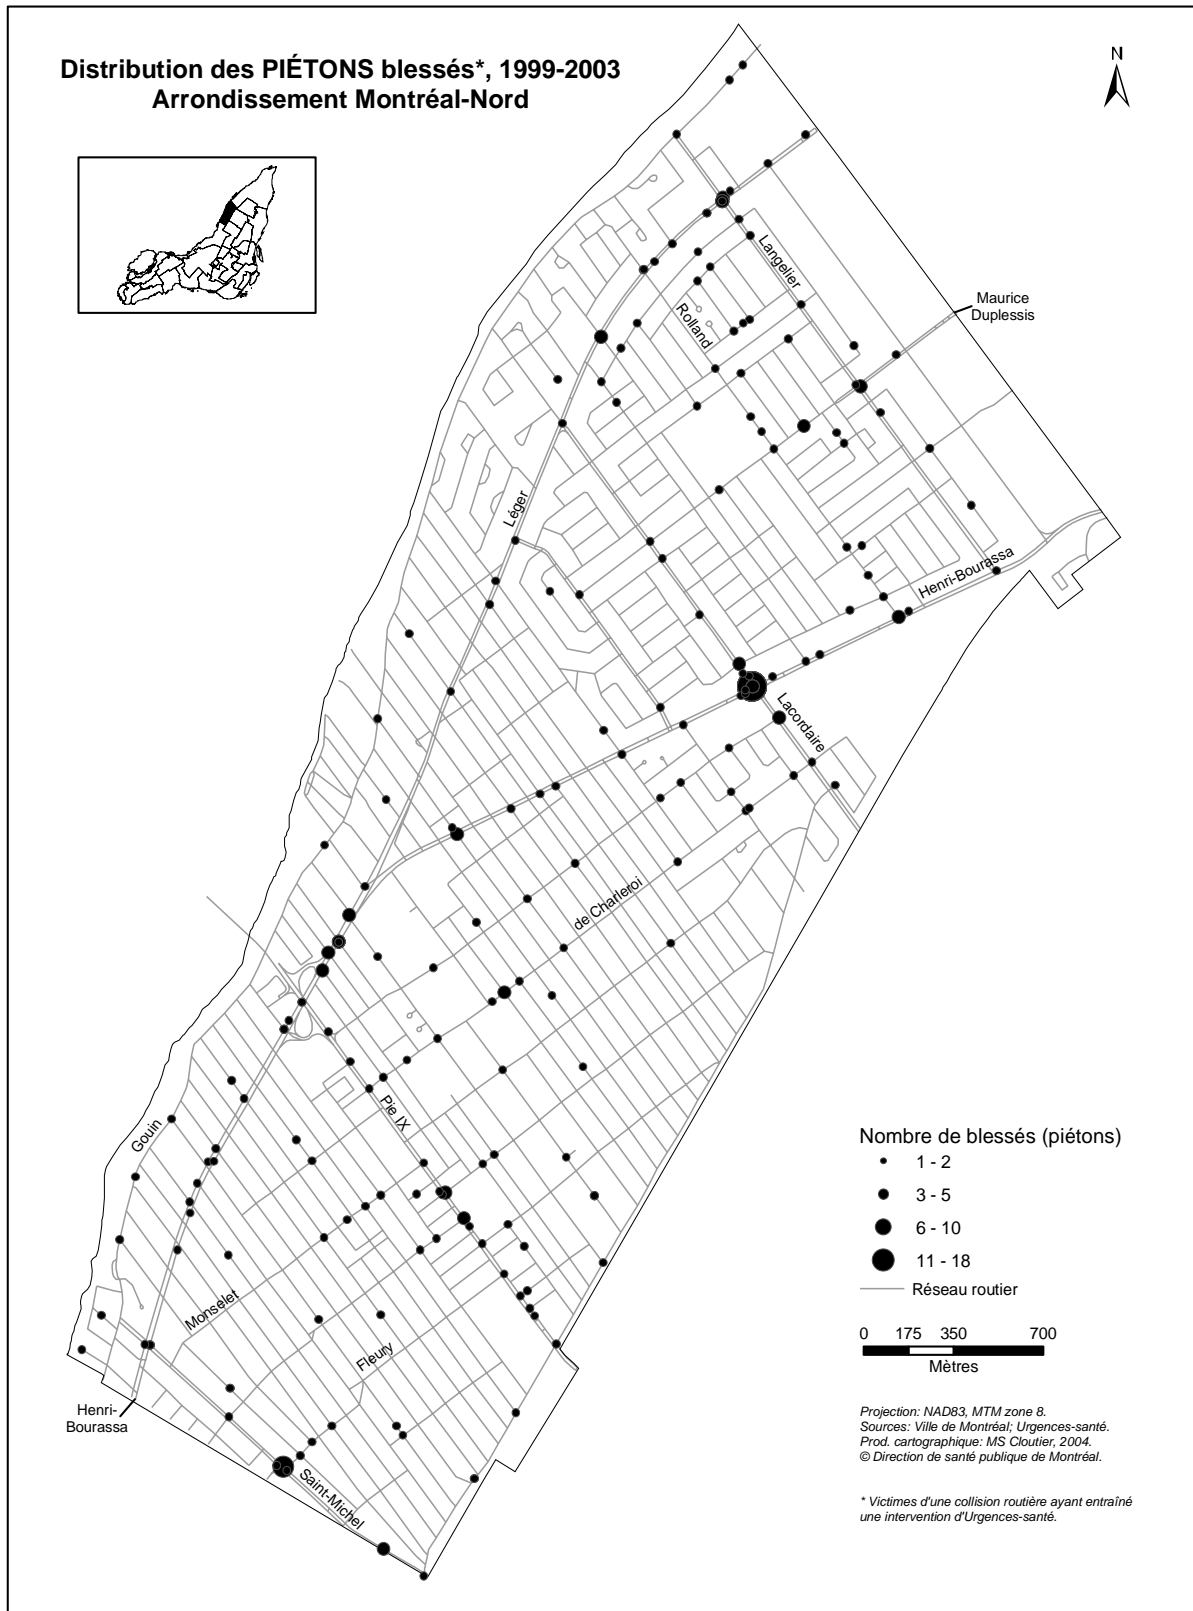 Distribution des PIÉTONS blessés*, 1999-2003
Arrondissement Montréal-Nord
N
Langelier
Rolland
Maurice
Duplessis
Léger
Henri-Bourassa
Lacordaire
de Charleroi
Pie IX
Gouin
Monselet
Fleury
Henri-
Bourassa
Saint-Michel
Nombre de blessés (piétons)
1 - 2
3 - 5
6 - 10
11 - 18
Réseau routier
0 175 350 700
Mètres
Projection: NAD83, MTM zone 8.
Sources: Ville de Montréal; Urgences-santé.
Prod. cartographique: MS Cloutier, 2004.
© Direction de santé publique de Montréal.
* Victimes d'une collision routière ayant entraîné
une intervention d'Urgences-santé.